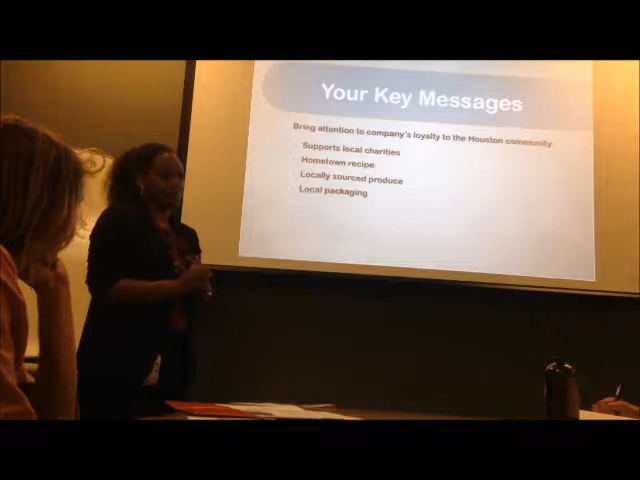 Your Key Messages
Bring attention to company's loyalty to the Houston community
Supports local charities
Hometown recipe
Locally sourced produce
Local packaging